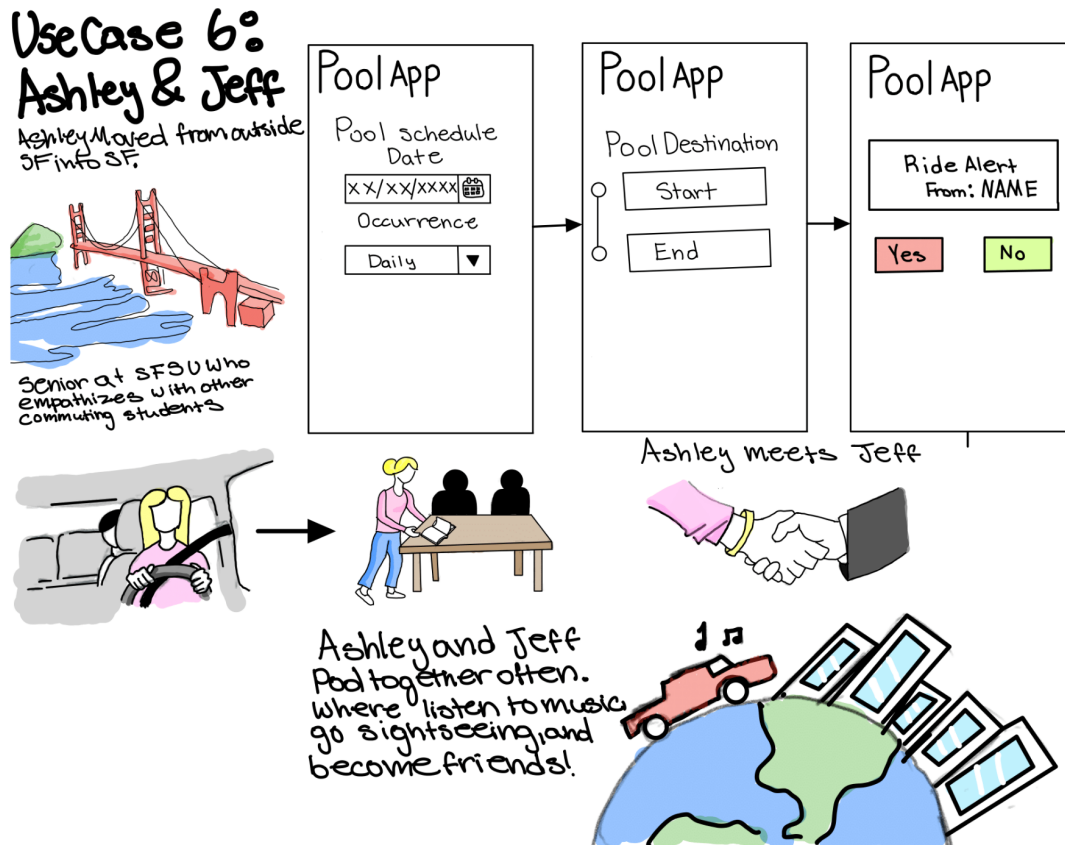 Use Case 6:
Ashley & Jeff
Ashley Moved from outside
SF into SF.
Senior at SFSU who
empathizes with other
commuting students
Pool App
Pool schedule
Date
xx/xx/xxxx
Occurrence
Daily
Pool App
Pool Destination
Start
End
Pool App
Ride Alert
From: NAME
Yes
No
Ashley meets Jeff
Ashley and Jeff
Pool together often.
where listen to music,
go sightseeing, and
become friends!